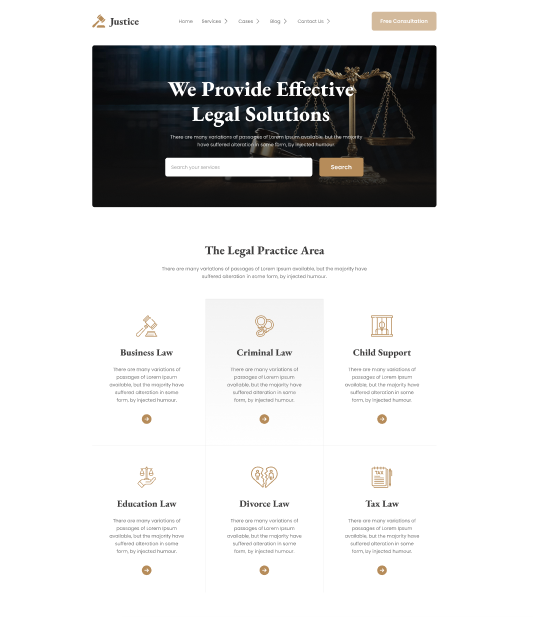 Justice
Home Services Cases Blog Contact Us
Free Consultation
We Provide Effective
Legal Solutions
There are many variations of passages of Lorem Ipsum available, but the majority
have suffered alteration in some form, by injected humour.
Search your services
Search
The Legal Practice Area
There are many variations of passages of Lorem Ipsum available, but the majority have
suffered alteration in some form, by injected humour.
Business Law
There are many variations of
passages of Lorem Ipsum
available, but the majority have
suffered alteration in some
form, by injected humour.
Criminal Law
There are many variations of
passages of Lorem Ipsum
available, but the majority have
suffered alteration in some
form, by injected humour.
Child Support
There are many variations of
passages of Lorem Ipsum
available, but the majority have
suffered alteration in some
form, by injected humour.
Education Law
There are many variations of
passages of Lorem Ipsum
available, but the majority have
suffered alteration in some
form, by injected humour.
Divorce Law
There are many variations of
passages of Lorem Ipsum
available, but the majority have
suffered alteration in some
form, by injected humour.
TAX
Tax Law
There are many variations of
passages of Lorem Ipsum
available, but the majority have
suffered alteration in some
form, by injected humour.